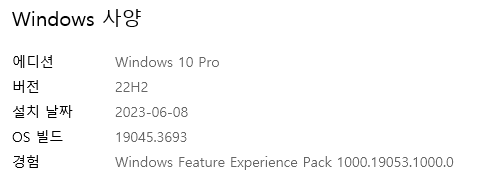 Windows 사양
에디션 Windows 10 Pro
버전 22H2
설치 날짜 2023-06-08
OS 빌드 19045.3693
경험 Windows Feature Experience Pack 1000.19053.1000.0